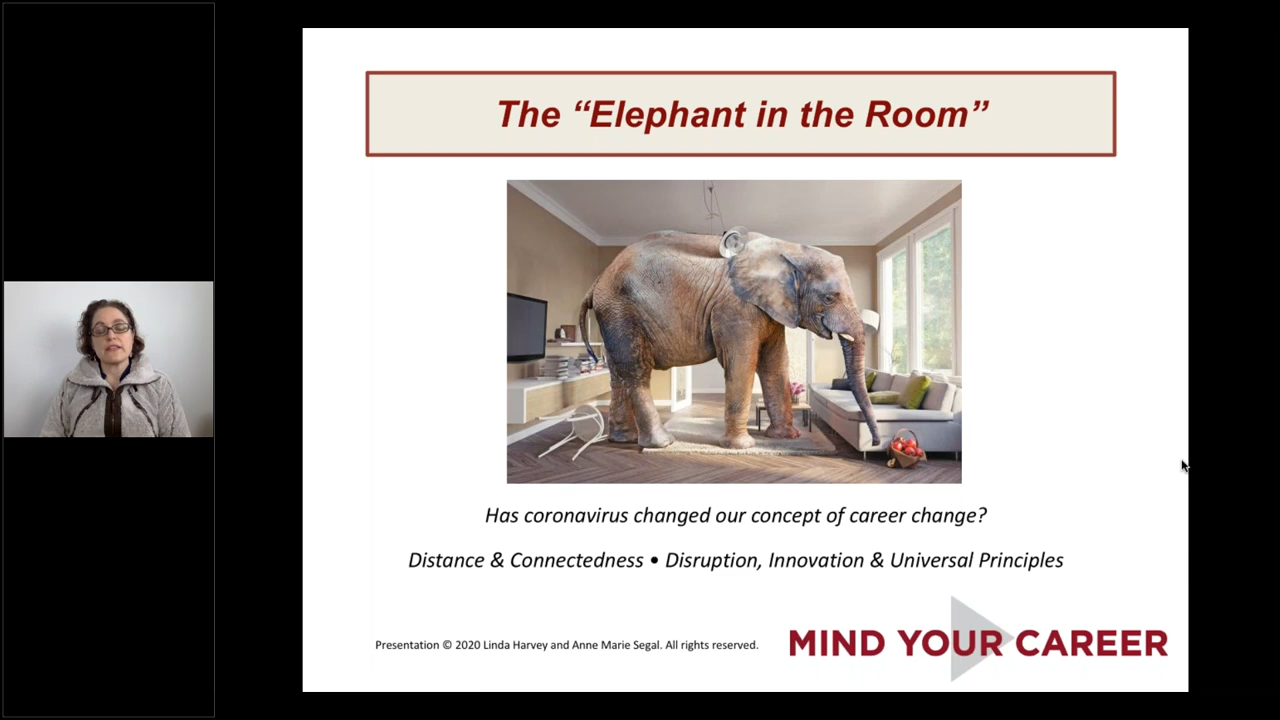 The “Elephant in the Room”
Has coronavirus changed our concept of career change?
Distance & Connectedness • Disruption, Innovation & Universal Principles
Presentation © 2020 Linda Harvey and Anne Marie Segal. All rights reserved.
MIND YOUR CAREER